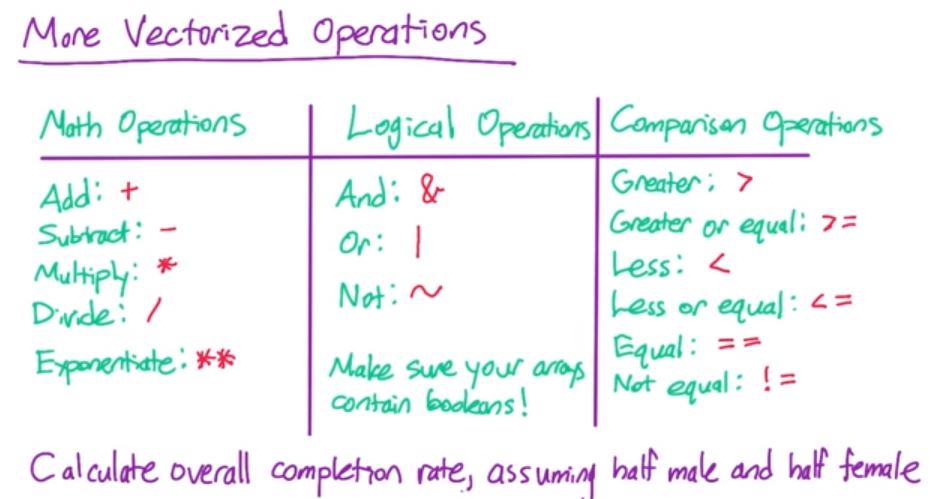 More Vectorized Operations
Math Operations
Add: +
Subtract: -
Multiply: *
Divide: /
Exponentiate: **
Logical Operations
And: &
Or: |
Not: ~
Make sure your arrays
contain booleans!
Comparison Operations
Greater: >
Greater or equal: >=
Less: <
Less or equal: <=
Equal: ==
Not equal: !=
Calculate overall completion rate, assuming half male and half female